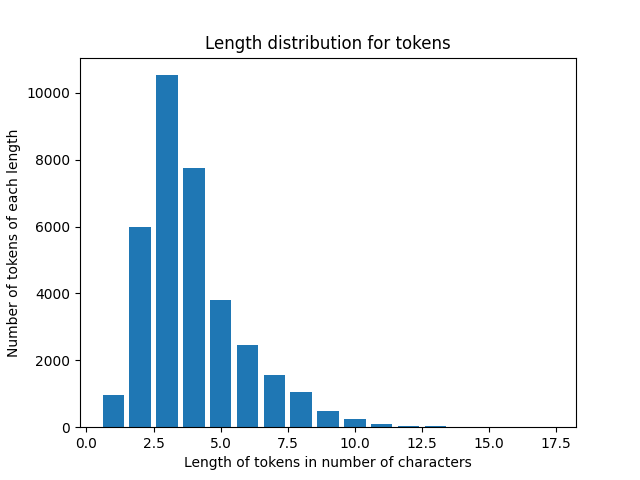 Length distribution for tokens
Number of tokens of each length
10000
8000
6000
4000
2000
0
0.0 2.5 5.0 7.5 10.0 12.5 15.0 17.5
Length of tokens in number of characters